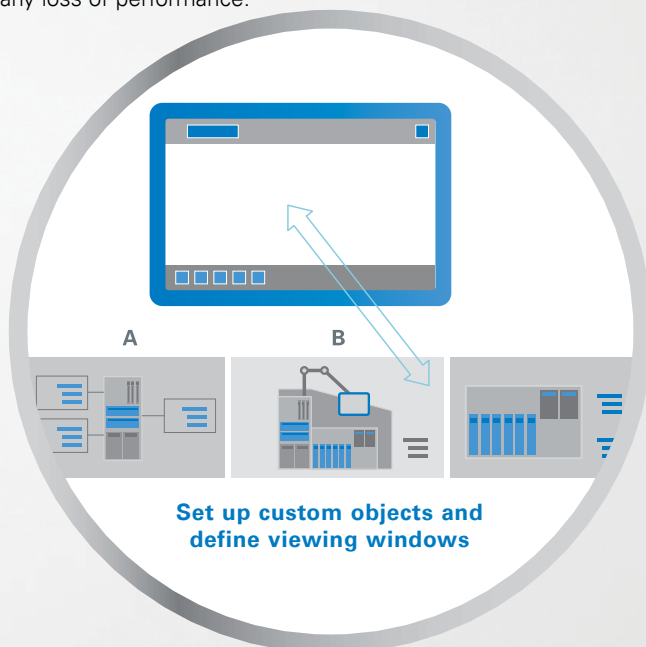 any loss of performance.
A
B
Set up custom objects and
define viewing windows